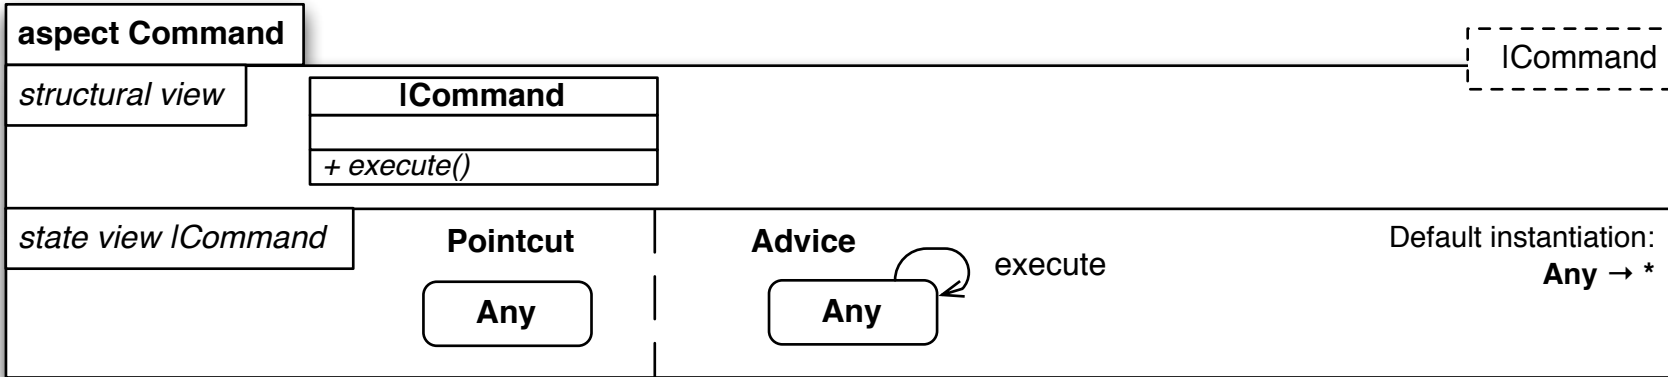 aspect Command
ICommand
structural view
ICommand
+ execute()
state view ICommand
Pointcut
Advice
Default instantiation:
Any → *
execute
Any
Any